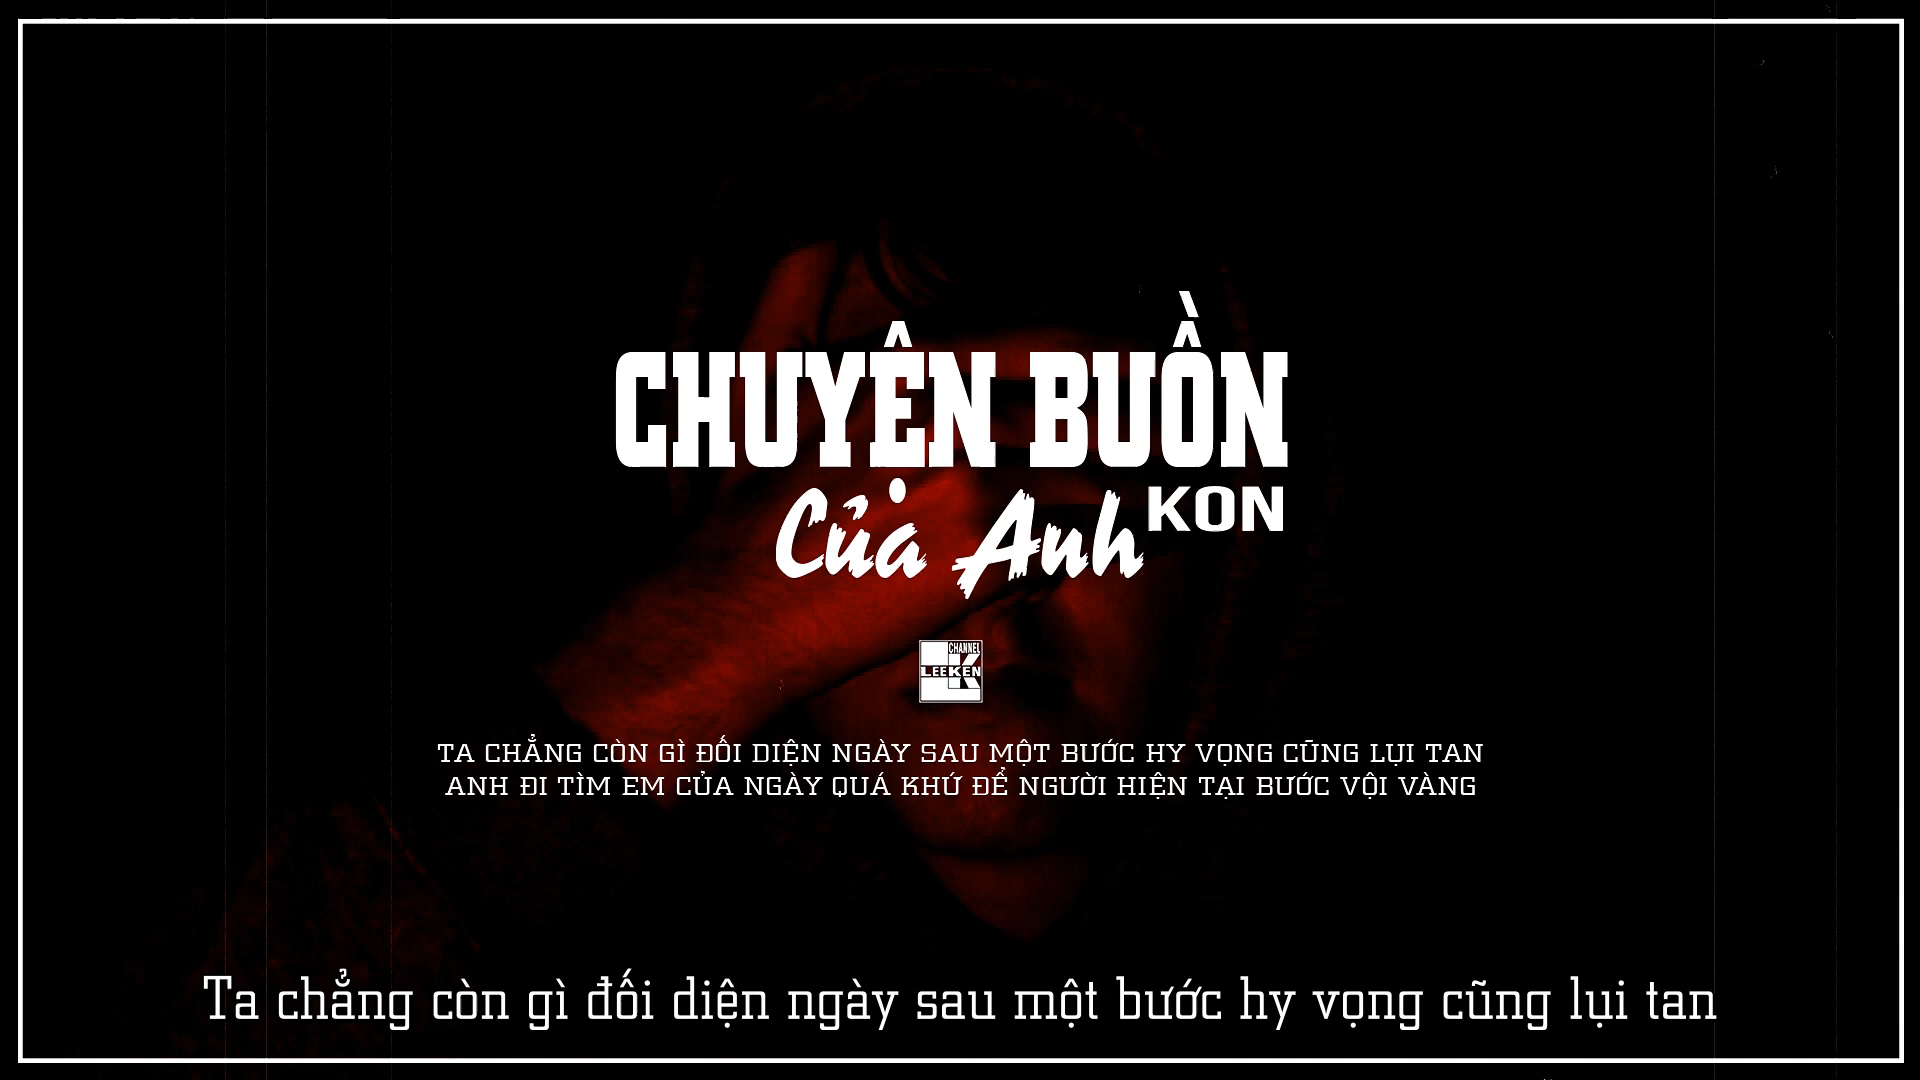 CHUYỆN BUỒN
Của Anh KON
CHANNEL
LEEKEN
K
TA CHẲNG CÒN GÌ ĐỐI DIỆN NGÀY SAU MỘT BƯỚC HY VỌNG CŨNG LỤI TAN
ANH ĐI TÌM EM CỦA NGÀY QUÁ KHỨ ĐỂ NGƯỜI HIỆN TẠI BƯỚC VỘI VÀNG
Ta chẳng còn gì đối diện ngày sau một bước hy vọng cũng lụi tan